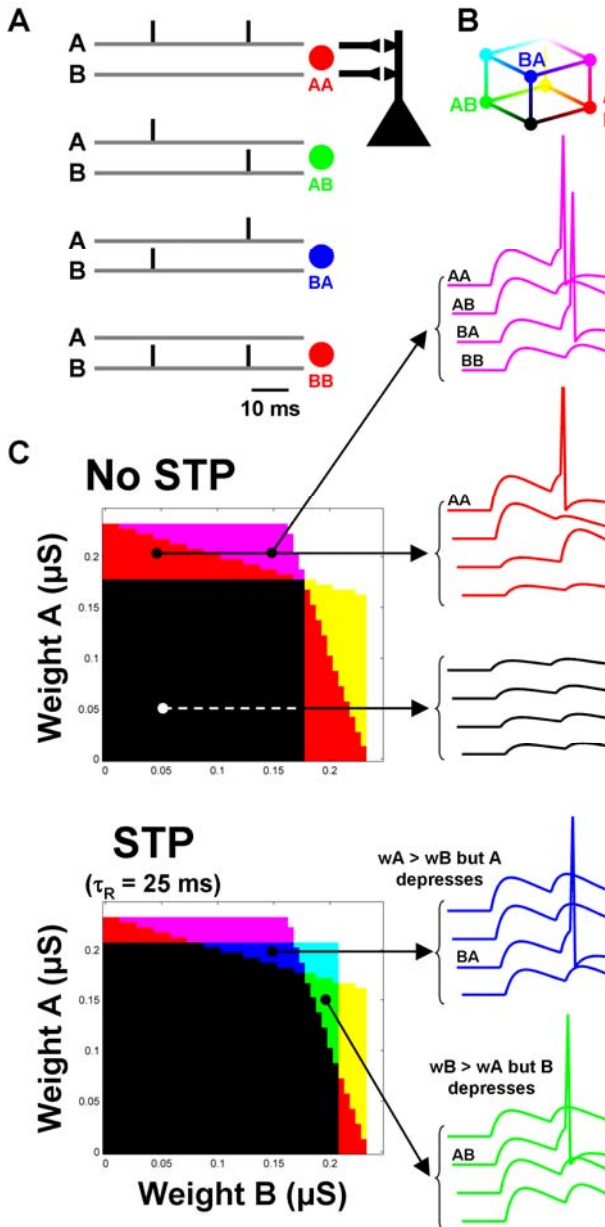 A
A
B
AA
A
B
AB
A
B
BA
A
B
BB
10 ms
B
BA
AB
AA
AB
BA
BB
AA
C
No STP
Weight A (µS)
0.2
0.15
0.1
0.05
0
0 0.05 0.1 0.15 0.2
STP
(τR = 25 ms)
Weight A (µS)
0.2
0.15
0.1
0.05
0
0 0.05 0.1 0.15 0.2
Weight B (µS)
wA > wB but A
depresses
BA
wB > wA but B
depresses
AB